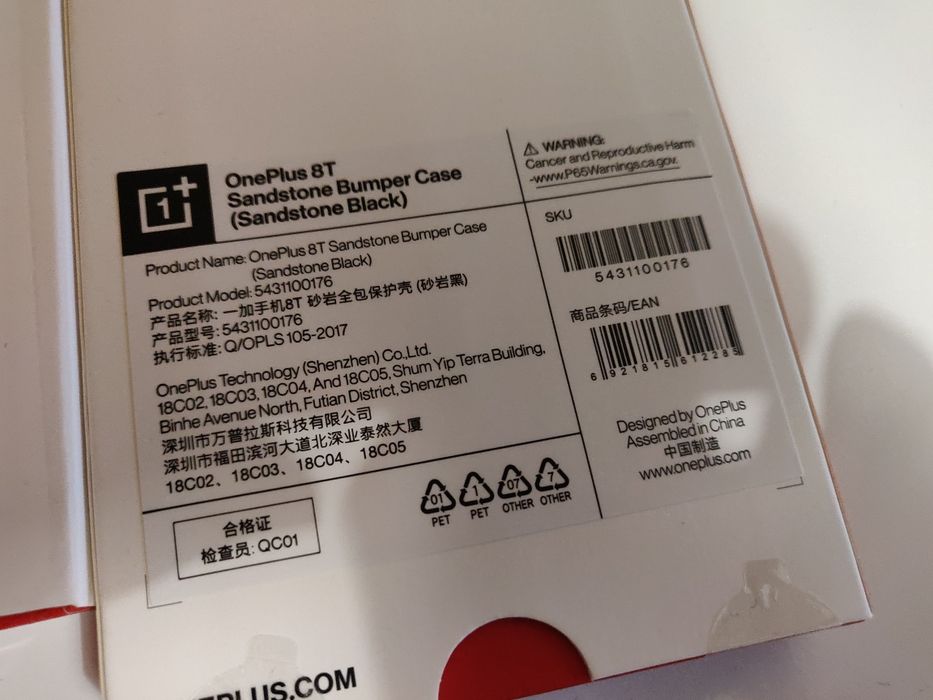 OnePlus 8T
Sandstone Bumper Case
(Sandstone Black)
WARNING:
Cancer and Reproductive Harm
-www.P65Warnings.ca.gov.
Product Name: OnePlus 8T Sandstone Bumper Case
(Sandstone Black)
Product Model: 5431100176
产品名称: 一加手机8T 砂岩全包保护壳 (砂岩黑)
产品型号: 5431100176
执行标准: Q/OPLS 105-2017
OnePlus Technology (Shenzhen) Co., Ltd.
18C02, 18C03, 18C04, And 18C05, Shum Yip Terra Building,
Binhe Avenue North, Futian District, Shenzhen
深圳市万普拉斯科技有限公司
深圳市福田滨河大道北深业泰然大厦
18C02、18C03、18C04、18C05
SKU
5431100176
商品条码/EAN
6 921815 612285
Designed by OnePlus
Assembled in China
中国制造
www.oneplus.com
合格证
检查员: QC01
01 1 07 7
PET PET OTHER OTHER
PLUS.COM